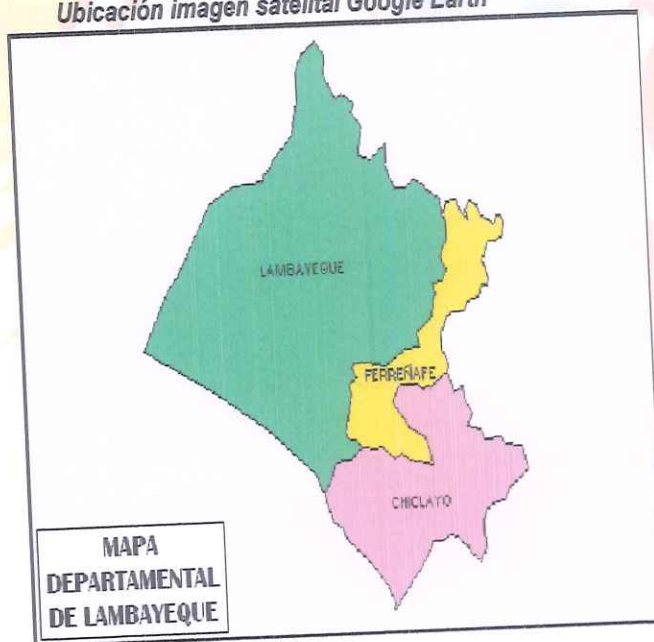 Ubicación imagen satelital Google Earth
LAMBAYEQUE
FERREÑAFE
CHICLAYO
MAPA
DEPARTAMENTAL
DE LAMBAYEQUE